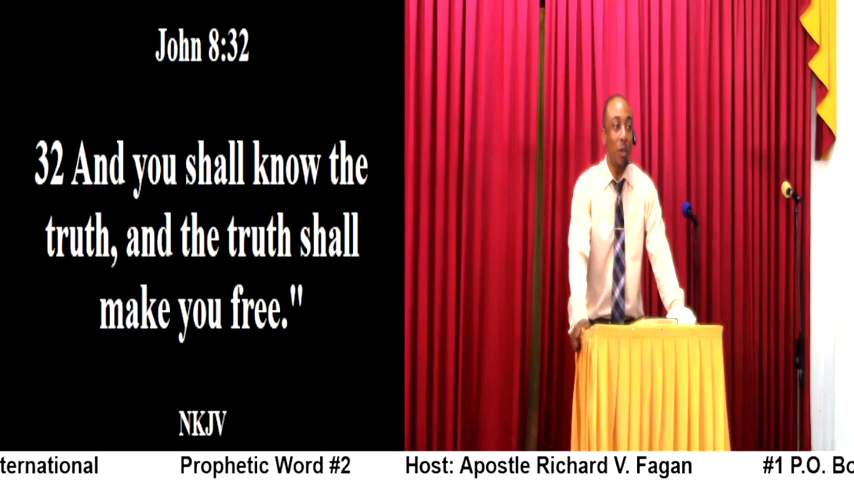 John 8:32
32 And you shall know the
truth, and the truth shall
make you free."
NKJV
ternational Prophetic Word #2 Host: Apostle Richard V. Fagan #1 P.O. Bo